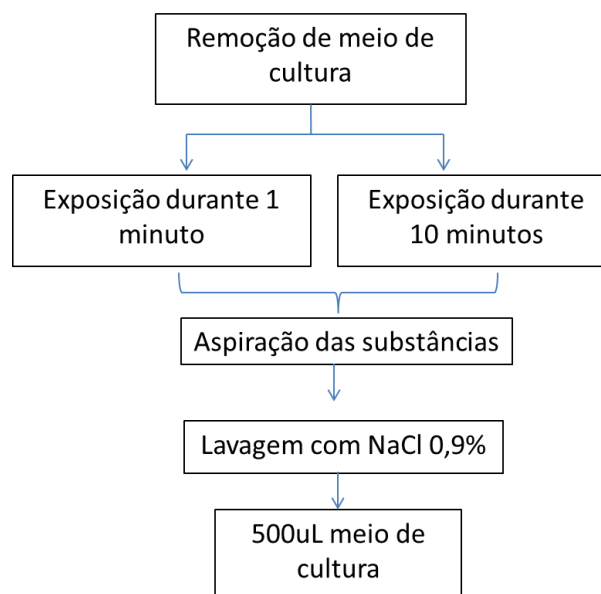 Remoção de meio de
cultura
Exposição durante 1
minuto
Exposição durante
10 minutos
Aspiração das substâncias
Lavagem com NaCl 0,9%
500uL meio de
cultura